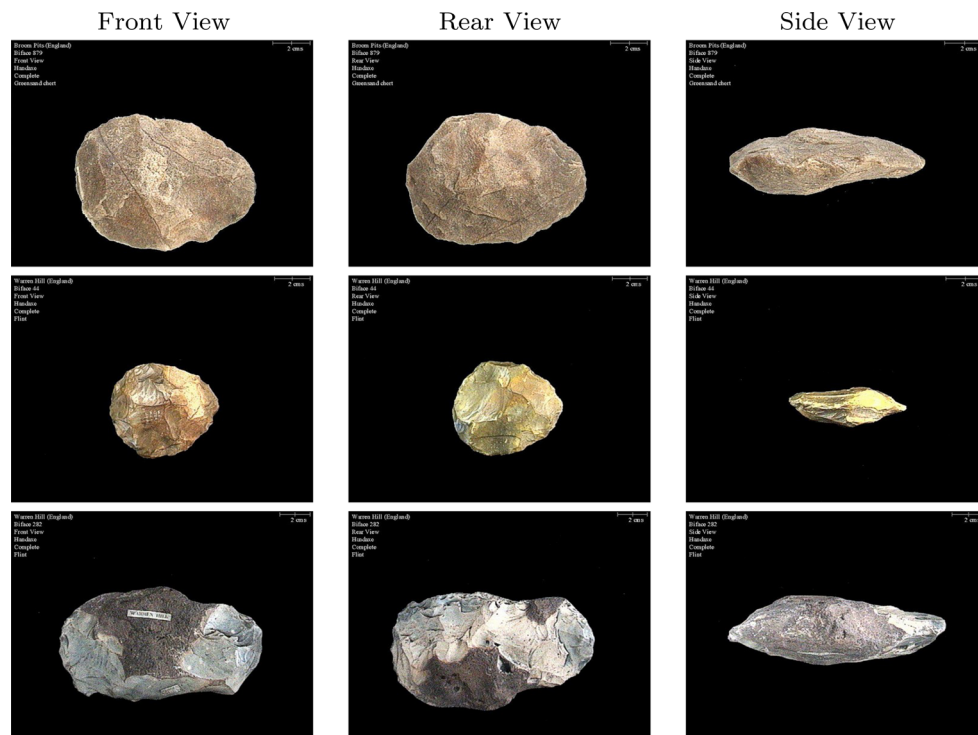 Front View
Rear View
Side View
Broom Pits (England)
Biface 879
Front View
Handaxe
Complete
Greensand chert
2 cms
Broom Pits (England)
Biface 879
Rear View
Handaxe
Complete
Greensand chert
2 cms
Broom Pits (England)
Biface 879
Side View
Handaxe
Complete
Greensand chert
2 cms
Warren Hill (England)
Biface 44
Front View
Handaxe
Complete
Flint
2 cms
Warren Hill (England)
Biface 44
Rear View
Handaxe
Complete
Flint
2 cms
Warren Hill (England)
Biface 44
Side View
Handaxe
Complete
Flint
2 cms
Warren Hill (England)
Biface 282
Front View
Handaxe
Complete
Flint
2 cms
WARREN HILL
Warren Hill (England)
Biface 282
Rear View
Handaxe
Complete
Flint
2 cms
Warren Hill (England)
Biface 282
Side View
Handaxe
Complete
Flint
2 cms